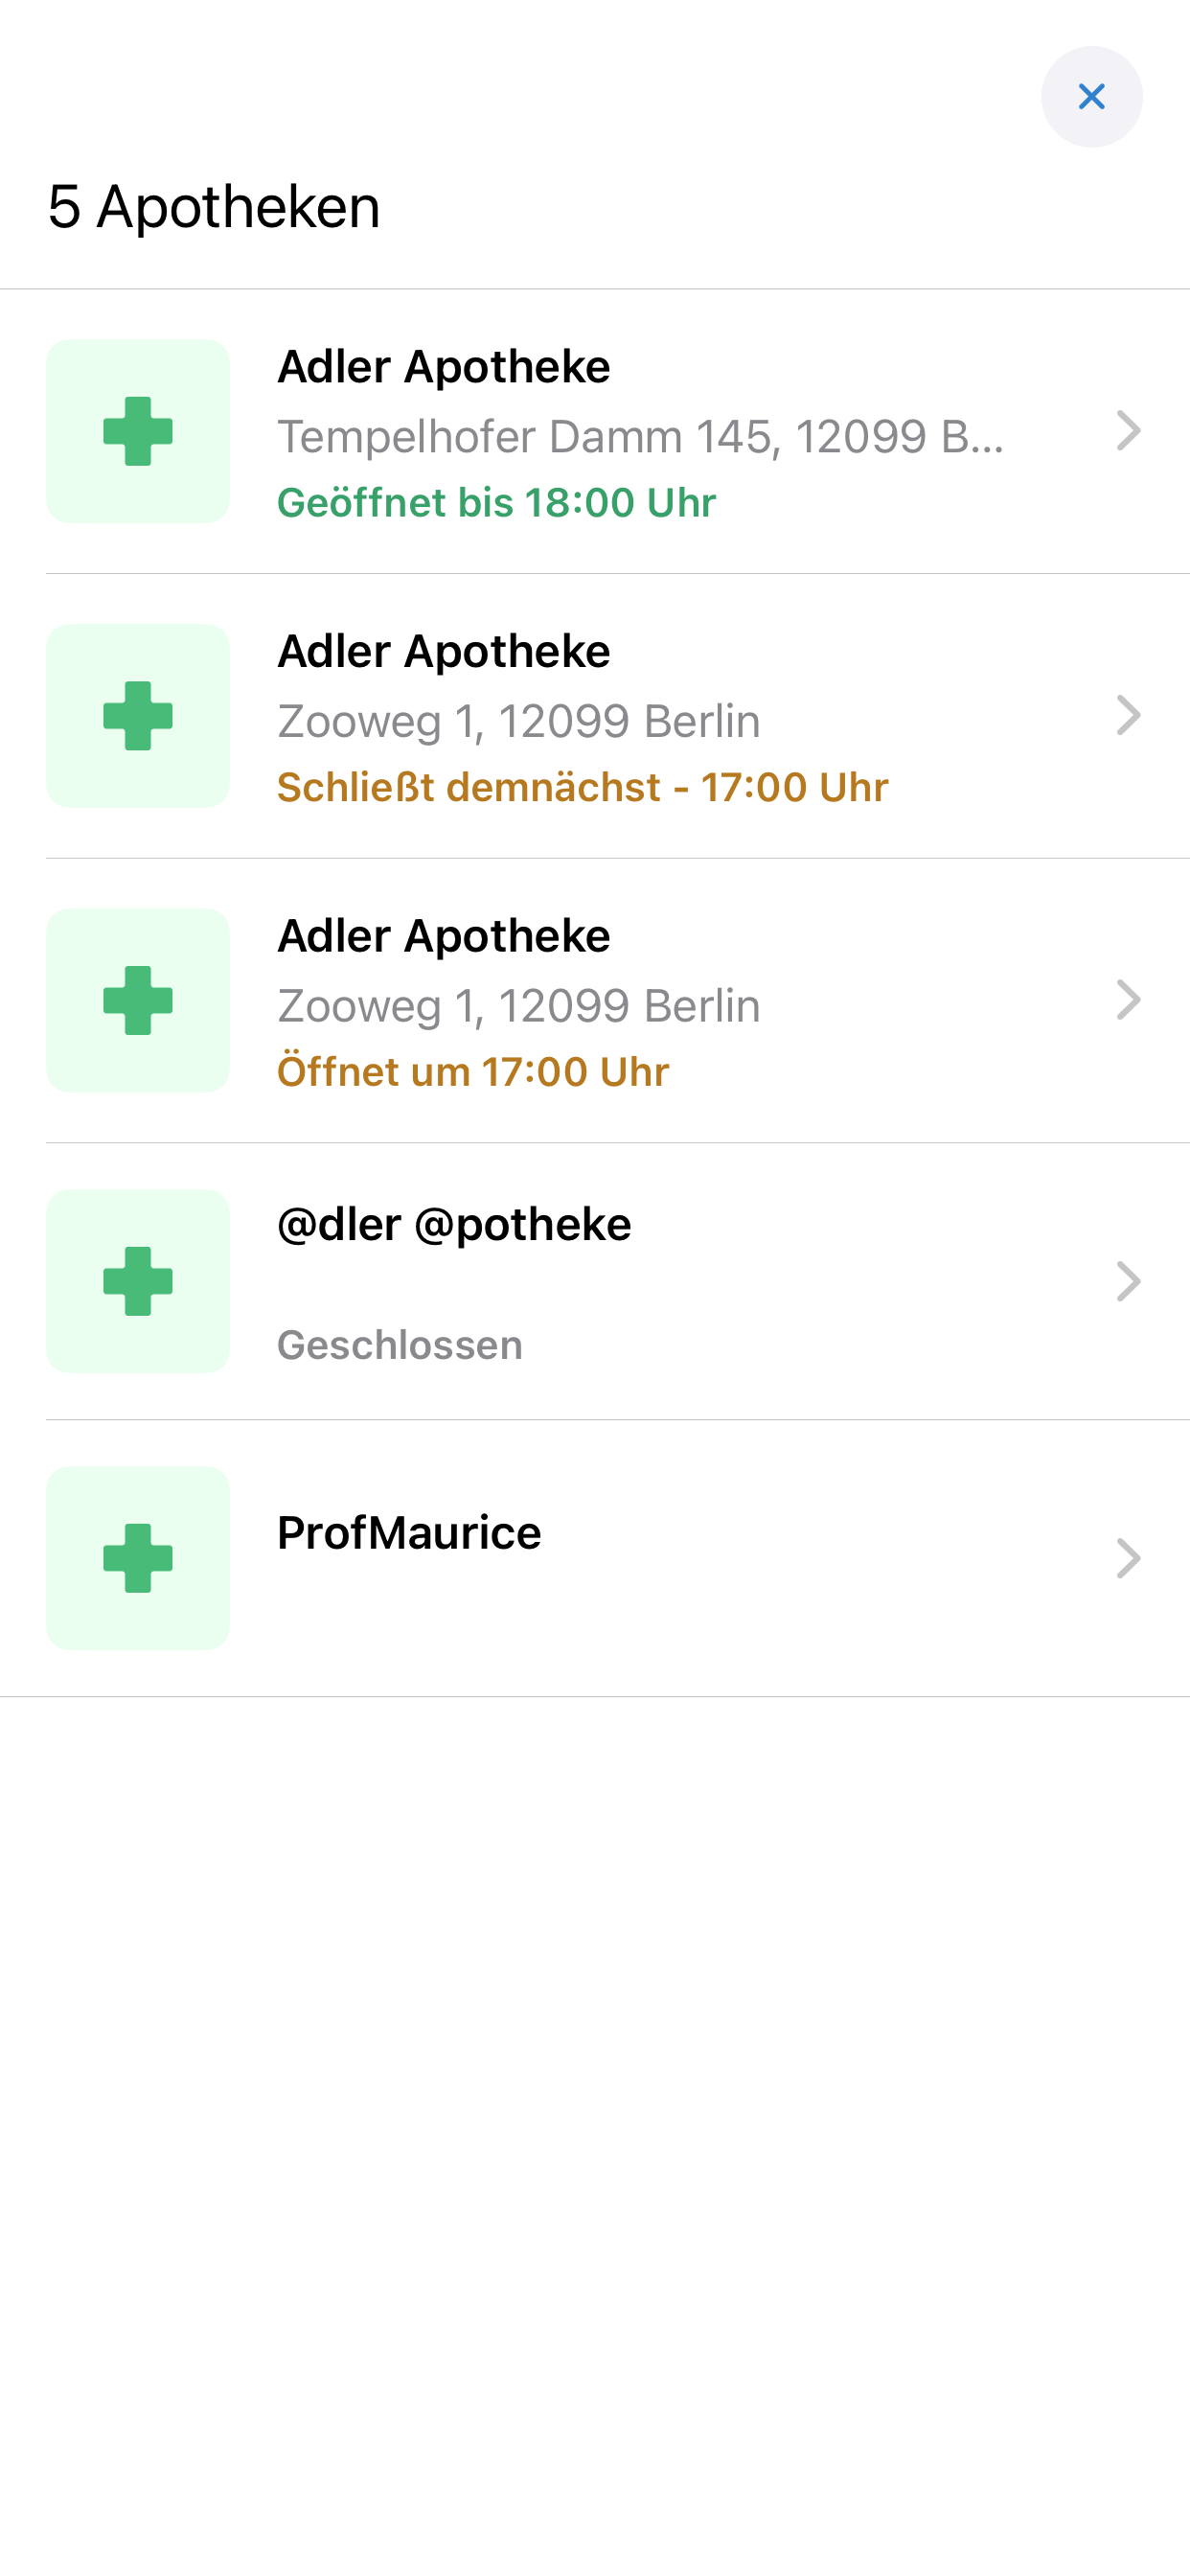 5 Apotheken
Adler Apotheke
Tempelhofer Damm 145, 12099 B...
Geöffnet bis 18:00 Uhr
Adler Apotheke
Zooweg 1, 12099 Berlin
Schließt demnächst - 17:00 Uhr
Adler Apotheke
Zooweg 1, 12099 Berlin
Öffnet um 17:00 Uhr
@dler @potheke
Geschlossen
ProfMaurice